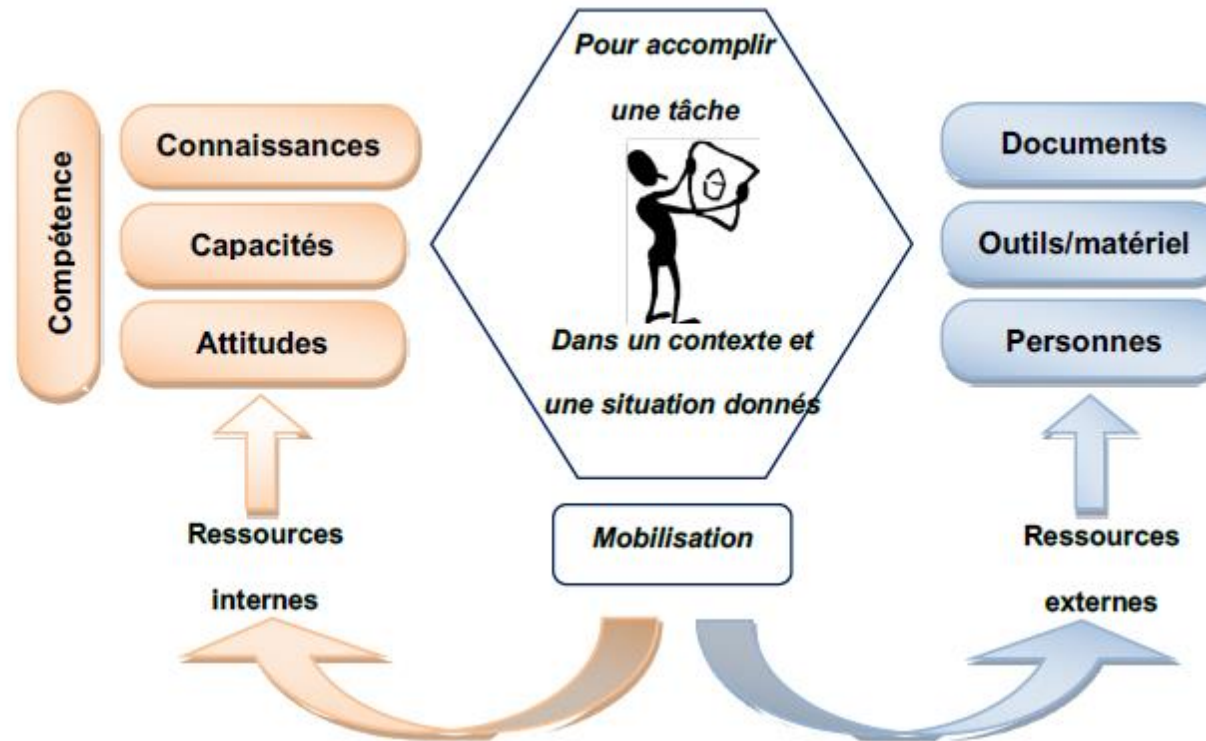 Compétence
Connaissances
Capacités
Attitudes
Ressources
internes
Pour accomplir
une tâche
Dans un contexte et
une situation donnés
Mobilisation
Documents
Outils/matériel
Personnes
Ressources
externes